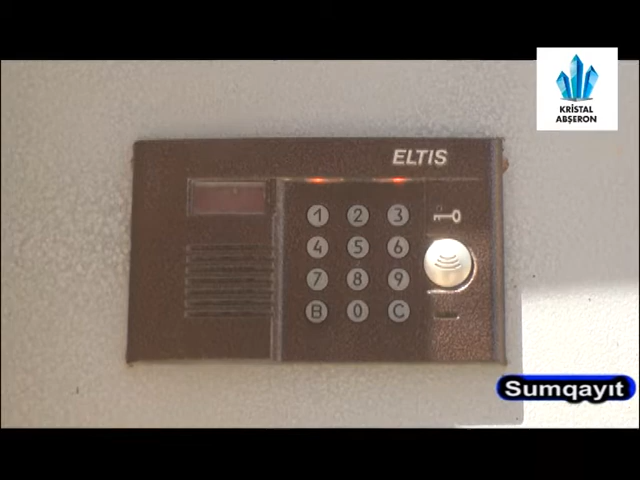 KRİSTAL
ABŞERON
ELTIS
1 2 3
4 5 6
7 8 9
B 0 C
Sumqayıt